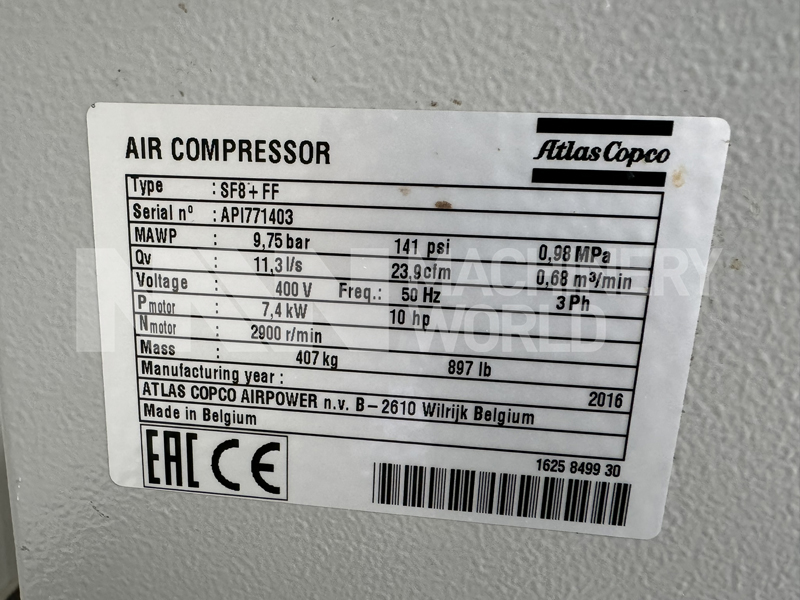 AIR COMPRESSOR
Atlas Copco
Type : SF8+FF
Serial nº : API771403
MAWP : 9,75 bar 141 psi 0,98 MPa
Qv : 11,3 l/s 23,9cfm 0,68 m³/min
Voltage : 400 V Freq.: 50 Hz 3 Ph
Pmotor : 7,4 kW 10 hp
Nmotor : 2900 r/min
Mass : 407 kg 897 lb
Manufacturing year : 2016
ATLAS COPCO AIRPOWER n.v. B-2610 Wilrijk Belgium
Made in Belgium
EAC CE
1625 8499 30
MACHINERY
WORLD